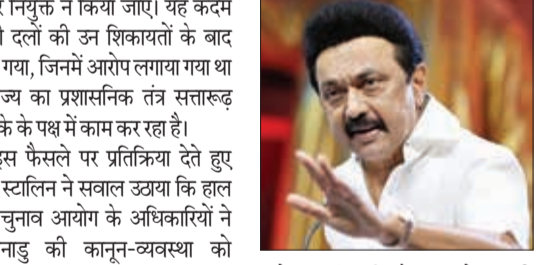 नियुक्त न किया जाए। यह कदम
दलों की उन शिकायतों के बाद
गया, जिनमें आरोप लगाया गया था
ज्य का प्रशासनिक तंत्र सत्तारूढ़
के के पक्ष में काम कर रहा है।
स फैसले पर प्रतिक्रिया देते हुए
स्टालिन ने सवाल उठाया कि हाल
चुनाव आयोग के अधिकारियों ने
नाडु की कानून-व्यवस्था को